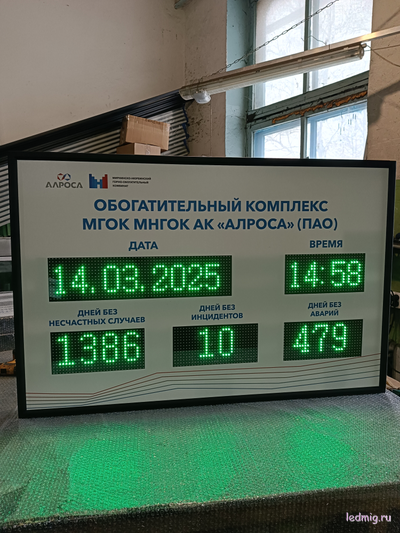 АЛРОСА
ОБОГАТИТЕЛЬНЫЙ КОМПЛЕКС
МГОК МНГОК АК «АЛРОСА» (ПАО)
ДАТА ВРЕМЯ
14.03.2025 14:58
ДНЕЙ БЕЗ НЕСЧАСТНЫХ СЛУЧАЕВ
ДНЕЙ БЕЗ ИНЦИДЕНТОВ
ДНЕЙ БЕЗ АВАРИЙ
1386 10 479
ledmig.ru